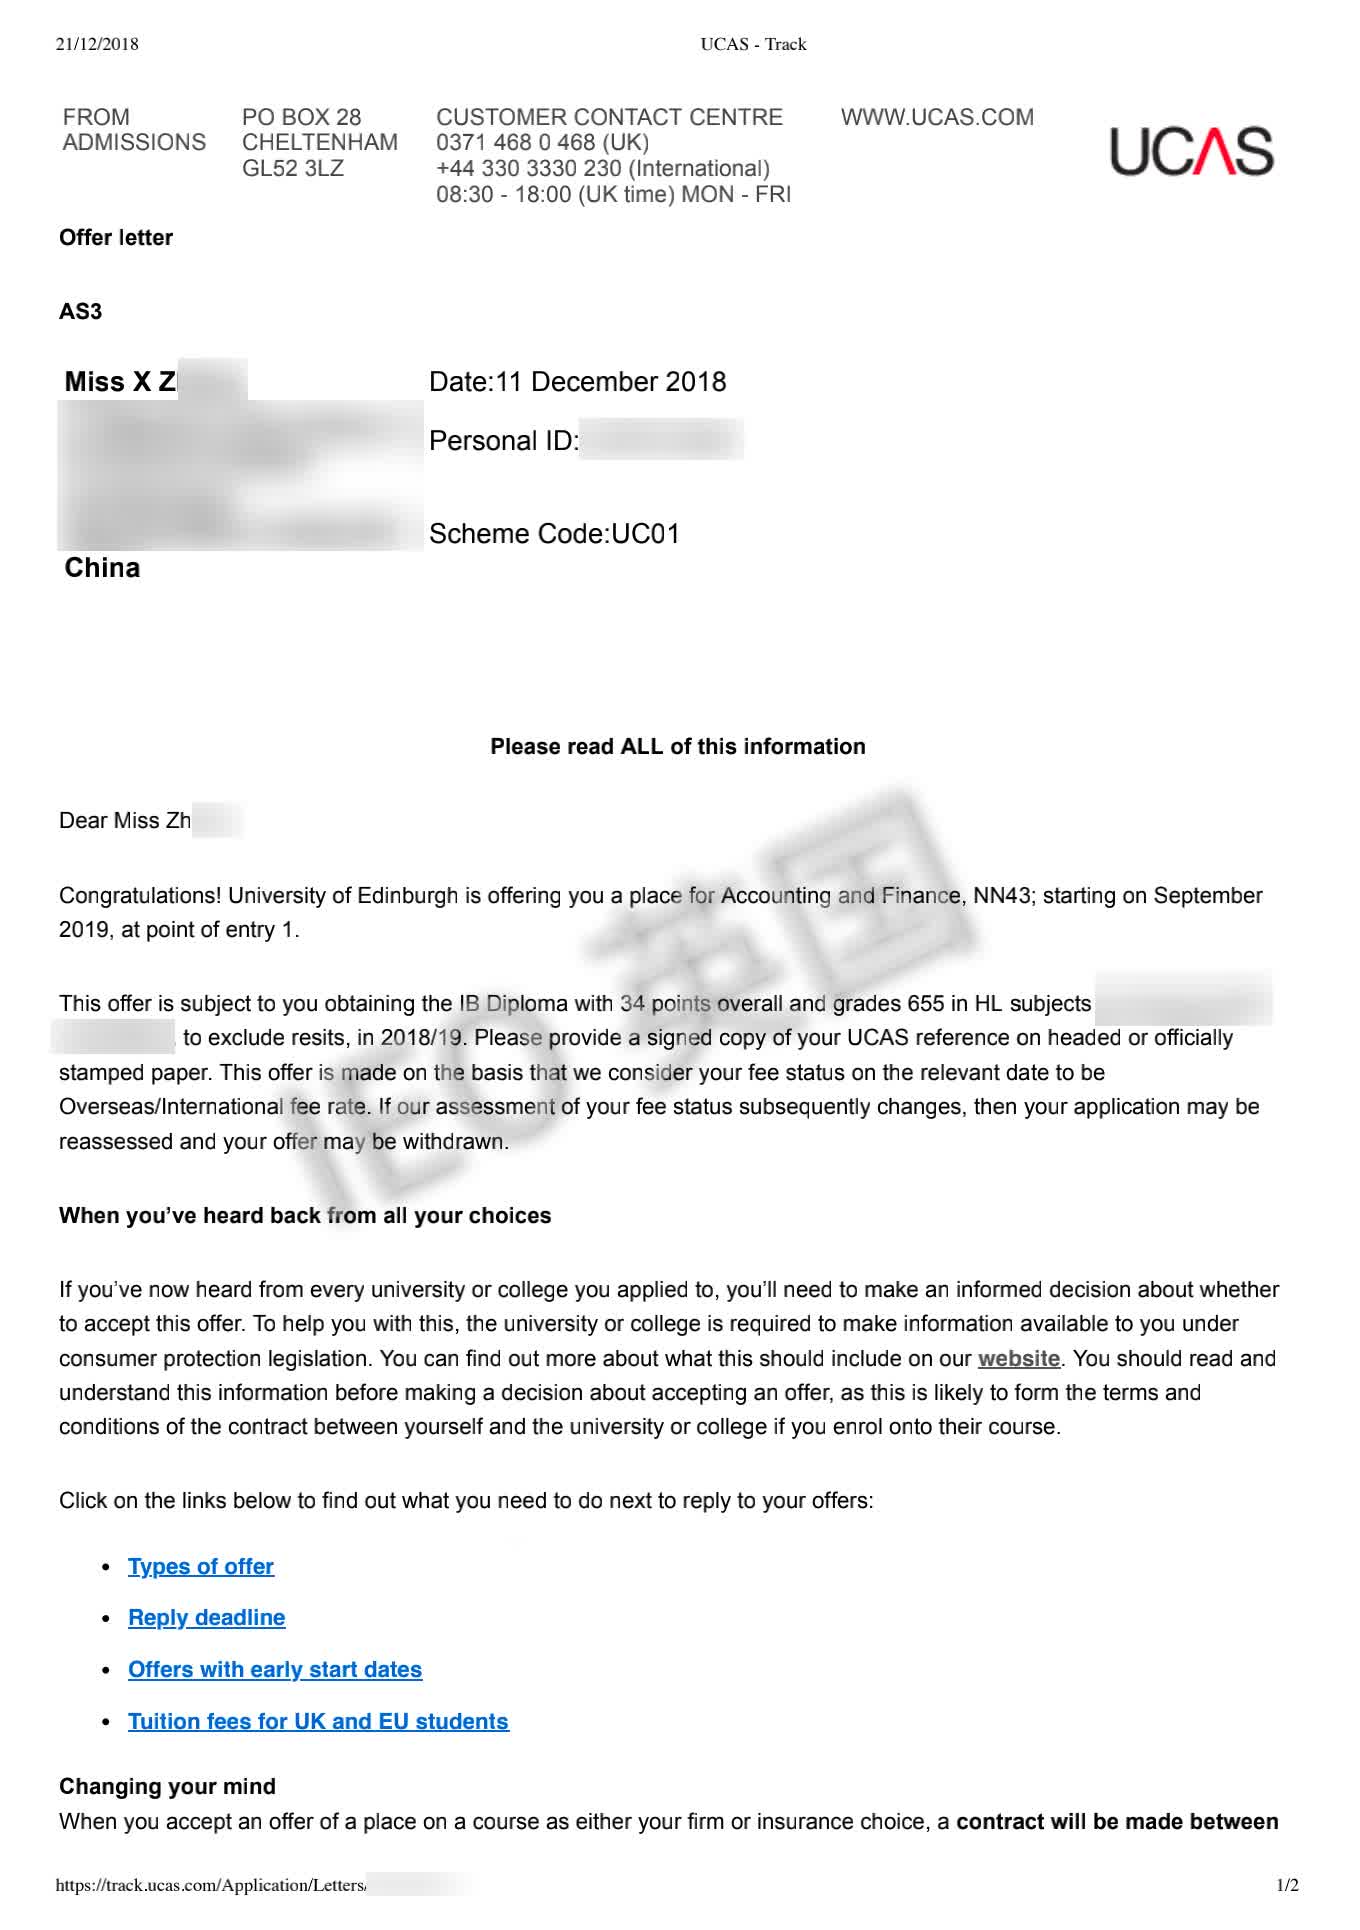 21/12/2018 UCAS - Track
FROM ADMISSIONS
PO BOX 28
CHELTENHAM
GL52 3LZ
CUSTOMER CONTACT CENTRE
0371 468 0 468 (UK)
+44 330 3330 230 (International)
08:30 - 18:00 (UK time) MON - FRI
WWW.UCAS.COM
UCAS
Offer letter
AS3
Miss X Z
Date:11 December 2018
Personal ID:
Scheme Code:UC01
China
Please read ALL of this information
Dear Miss Zh
Congratulations! University of Edinburgh is offering you a place for Accounting and Finance, NN43; starting on September
2019, at point of entry 1.
This offer is subject to you obtaining the IB Diploma with 34 points overall and grades 655 in HL subjects
to exclude resits, in 2018/19. Please provide a signed copy of your UCAS reference on headed or officially
stamped paper. This offer is made on the basis that we consider your fee status on the relevant date to be
Overseas/International fee rate. If our assessment of your fee status subsequently changes, then your application may be
reassessed and your offer may be withdrawn.
IEO 英国
When you’ve heard back from all your choices
If you’ve now heard from every university or college you applied to, you’ll need to make an informed decision about whether
to accept this offer. To help you with this, the university or college is required to make information available to you under
consumer protection legislation. You can find out more about what this should include on our website. You should read and
understand this information before making a decision about accepting an offer, as this is likely to form the terms and
conditions of the contract between yourself and the university or college if you enrol onto their course.
Click on the links below to find out what you need to do next to reply to your offers:
• Types of offer
• Reply deadline
• Offers with early start dates
• Tuition fees for UK and EU students
Changing your mind
When you accept an offer of a place on a course as either your firm or insurance choice, a contract will be made between
https://track.ucas.com/Application/Letters/ 1/2